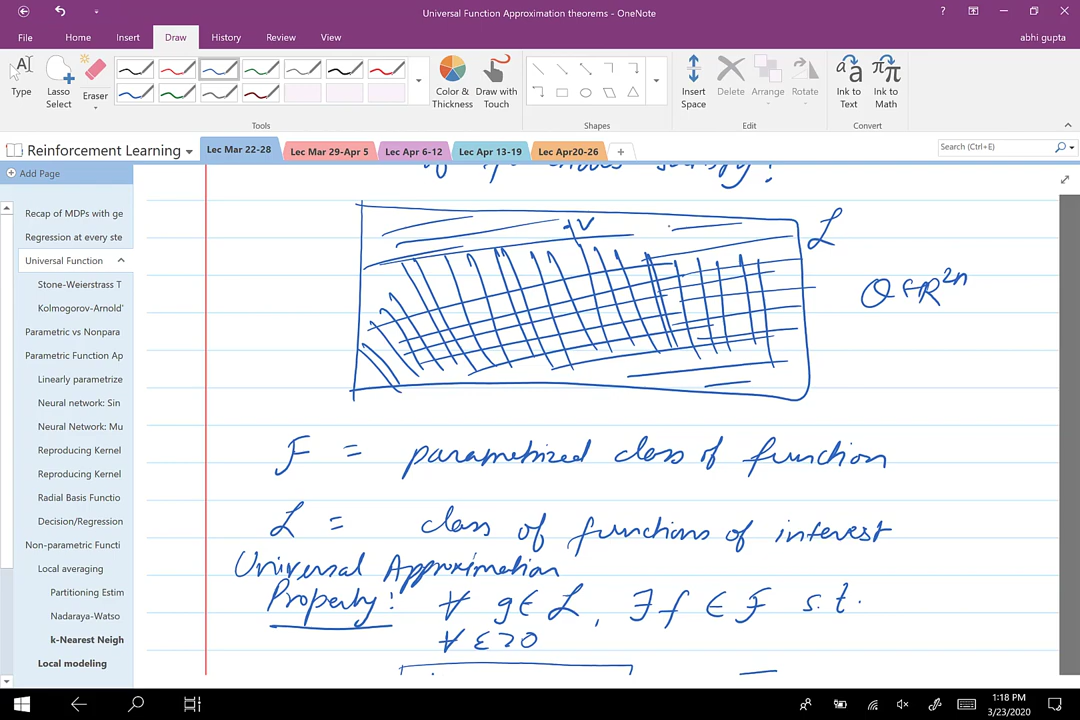 Universal Function Approximation theorems - OneNote
File Home Insert Draw History Review View abhi gupta
Type Lasso Select Eraser Color & Thickness Draw with Touch Insert Space Delete Arrange Rotate Ink to Text Ink to Math
Tools Shapes Edit Convert
Reinforcement Learning Lec Mar 22-28 Lec Mar 29-Apr 5 Lec Apr 6-12 Lec Apr 13-19 Lec Apr20-26 Search (Ctrl+E)
Add Page
Recap of MDPs with ge
Regression at every ste
Universal Function
Stone-Weierstrass T
Kolmogorov-Arnold'
Parametric vs Nonpara
Parametric Function Ap
Linearly parametrize
Neural network: Sin
Neural Network: Mu
Reproducing Kernel
Reproducing Kernel
Radial Basis Functio
Decision/Regression
Non-parametric Functi
Local averaging
Partitioning Estim
Nadaraya-Watso
k-Nearest Neigh
Local modeling
of satisfy?
V
ℒ
θ ∈ ℝ²ⁿ
F = parametrized class of function
ℒ = class of functions of interest
Universal Approximation
Property: ∀ g ∈ ℒ, ∃ f ∈ F s.t.
∀ ε > 0
1:18 PM
3/23/2020